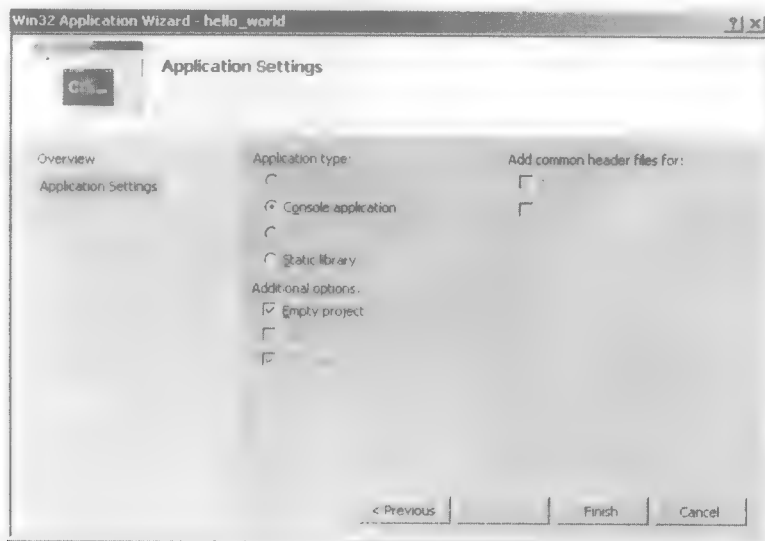 Win32 Application Wizard - hello_world
Application Settings
Overview
Application Settings
Application type:
Console application
Static library
Additional options:
Empty project
Add common header files for:
< Previous
Finish
Cancel